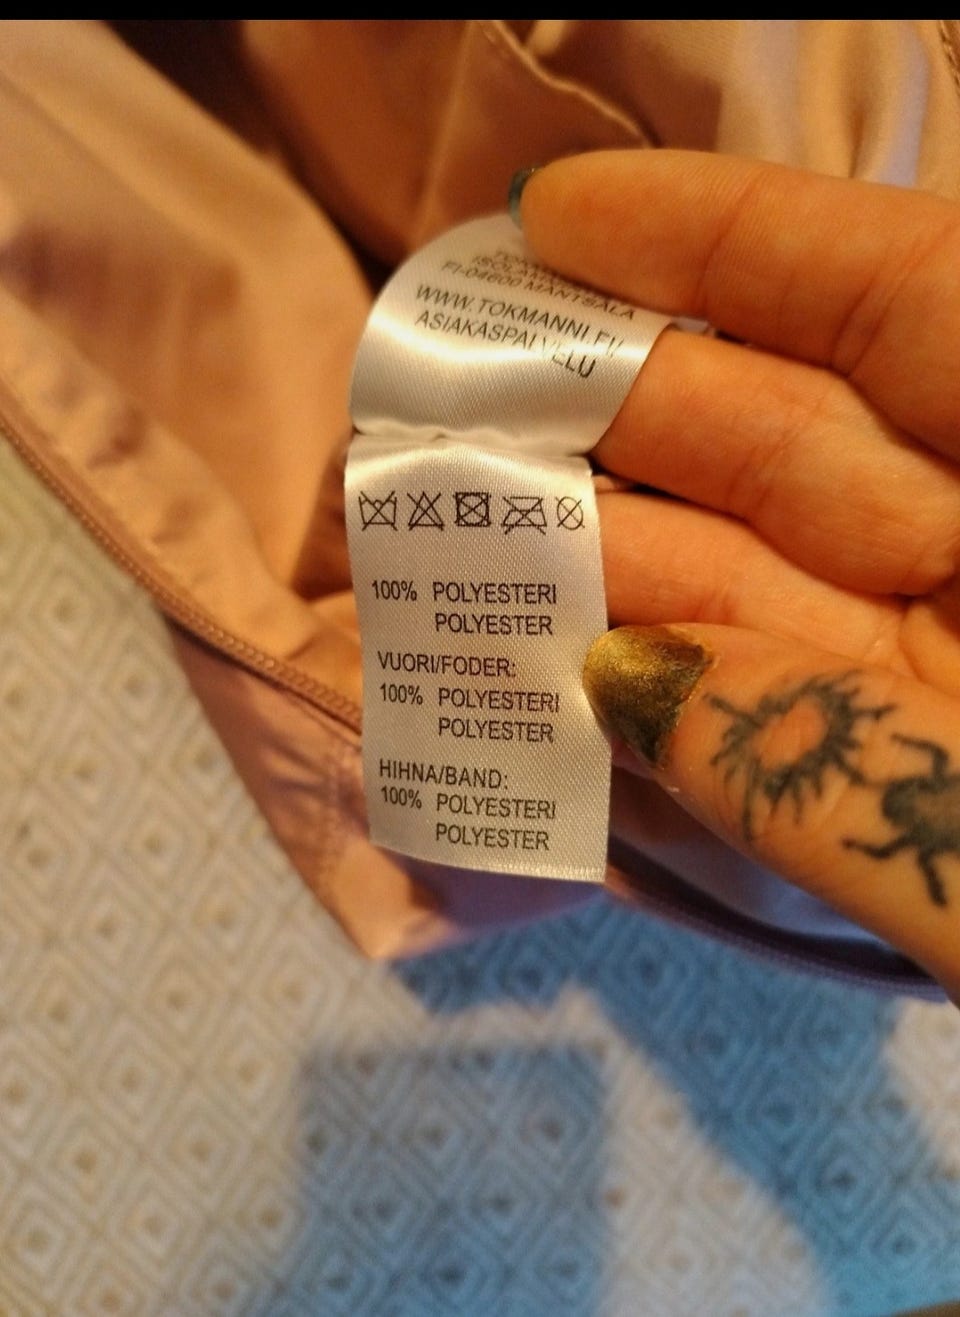 FI-04600 MÄNTSÄLÄ
WWW.TOKMANNI.FI/
ASIAKASPALVELU
100% POLYESTERI
POLYESTER
VUORI/FODER:
100% POLYESTERI
POLYESTER
HIHNA/BAND:
100% POLYESTERI
POLYESTER